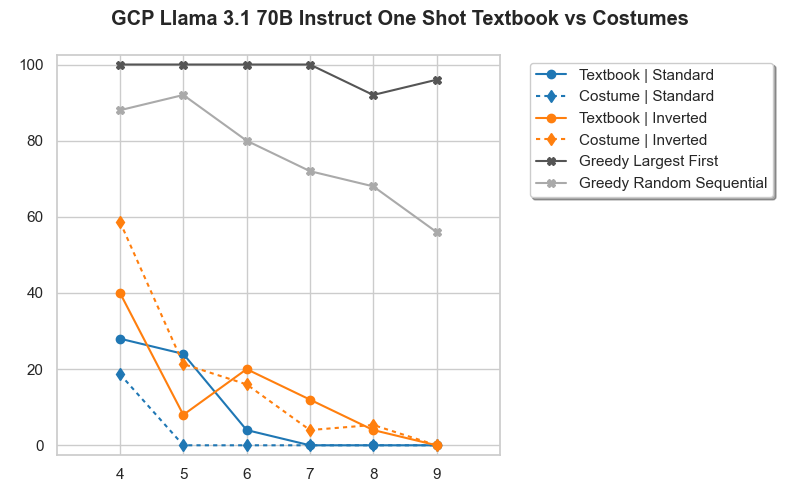 GCP Llama 3.1 70B Instruct One Shot Textbook vs Costumes
100
80
60
40
20
0
4 5 6 7 8 9
Textbook | Standard
Costume | Standard
Textbook | Inverted
Costume | Inverted
Greedy Largest First
Greedy Random Sequential